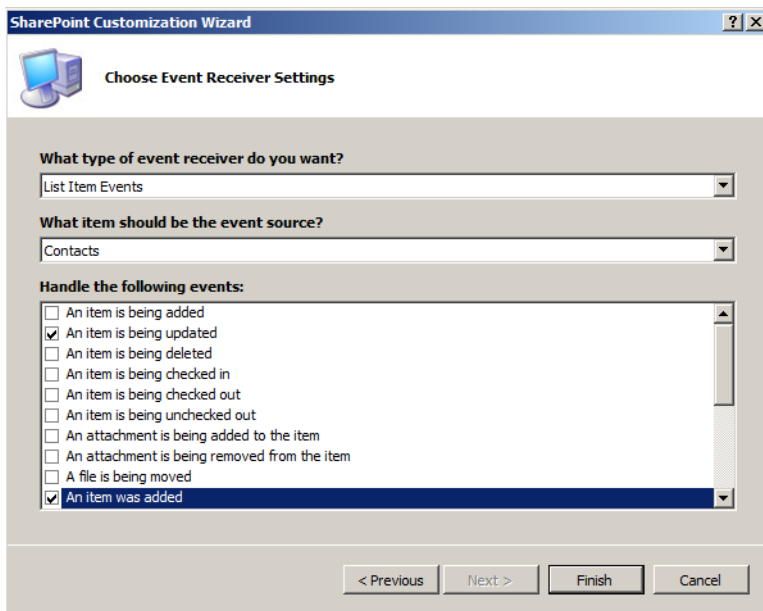 SharePoint Customization Wizard
Choose Event Receiver Settings
What type of event receiver do you want?
List Item Events
What item should be the event source?
Contacts
Handle the following events:
An item is being added
An item is being updated
An item is being deleted
An item is being checked in
An item is being checked out
An item is being unchecked out
An attachment is being added to the item
An attachment is being removed from the item
A file is being moved
An item was added
< Previous Next > Finish Cancel